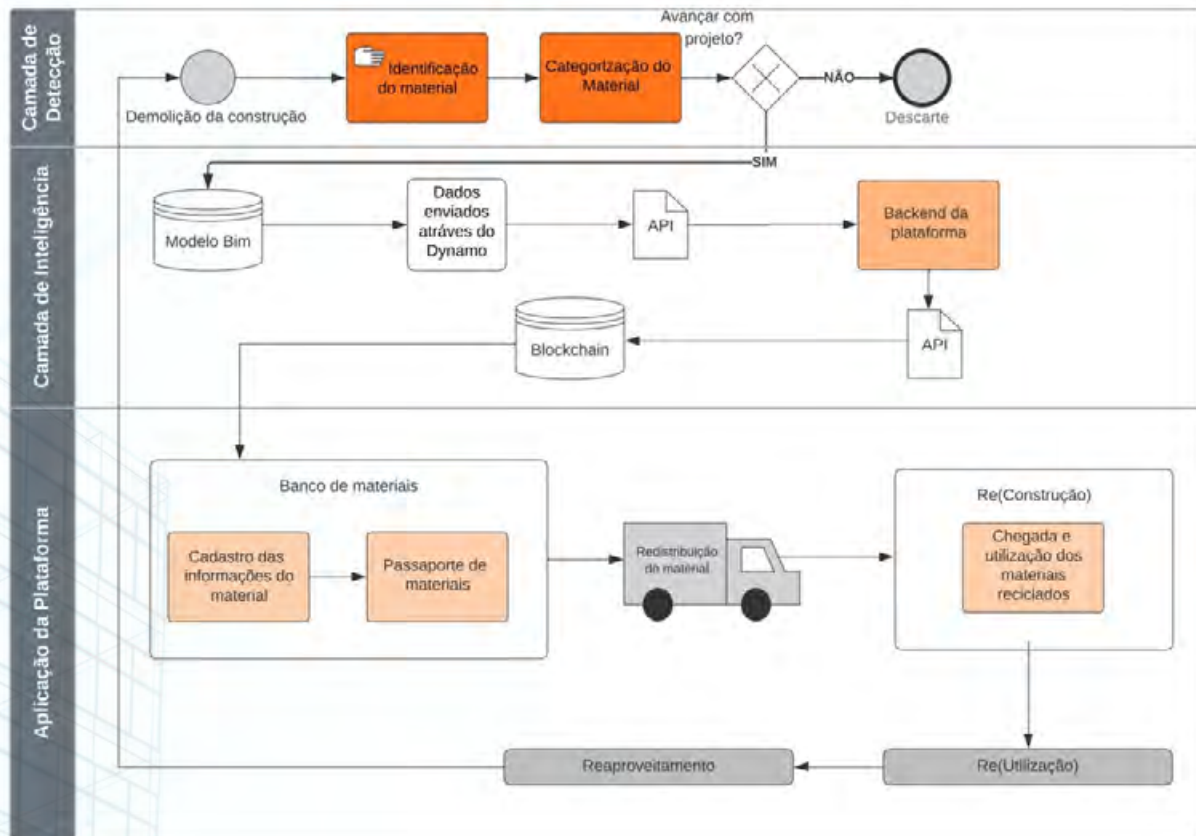 Camada de
Detecção
Avançar com
projeto?
Identificação
do material
Categorização do
Material
NÃO
Demolição da construção
Descarte
SIM
Camada de Inteligência
Modelo Bim
Dados
enviados
atráves do
Dynamo
API
Backend da
plataforma
Blockchain
API
Aplicação da Plataforma
Banco de materiais
Cadastro das
informações do
material
Passaporte de
materiais
Redistribuição
do material
Re(Construção)
Chegada e
utilização dos
materiais
reciciados
Reaproveitamento
Re(Utilização)